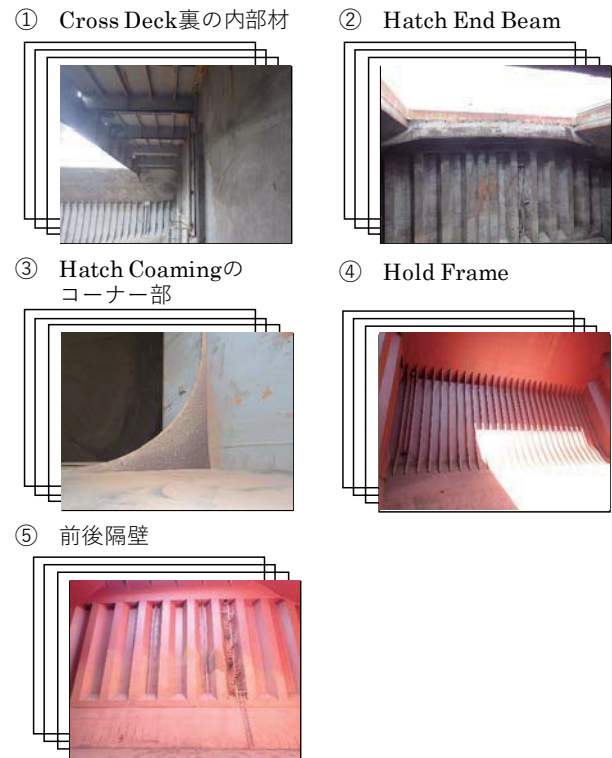 ① Cross Deck裏の内部材
② Hatch End Beam
③ Hatch Coamingの
コーナー部
④ Hold Frame
⑤ 前後隔壁